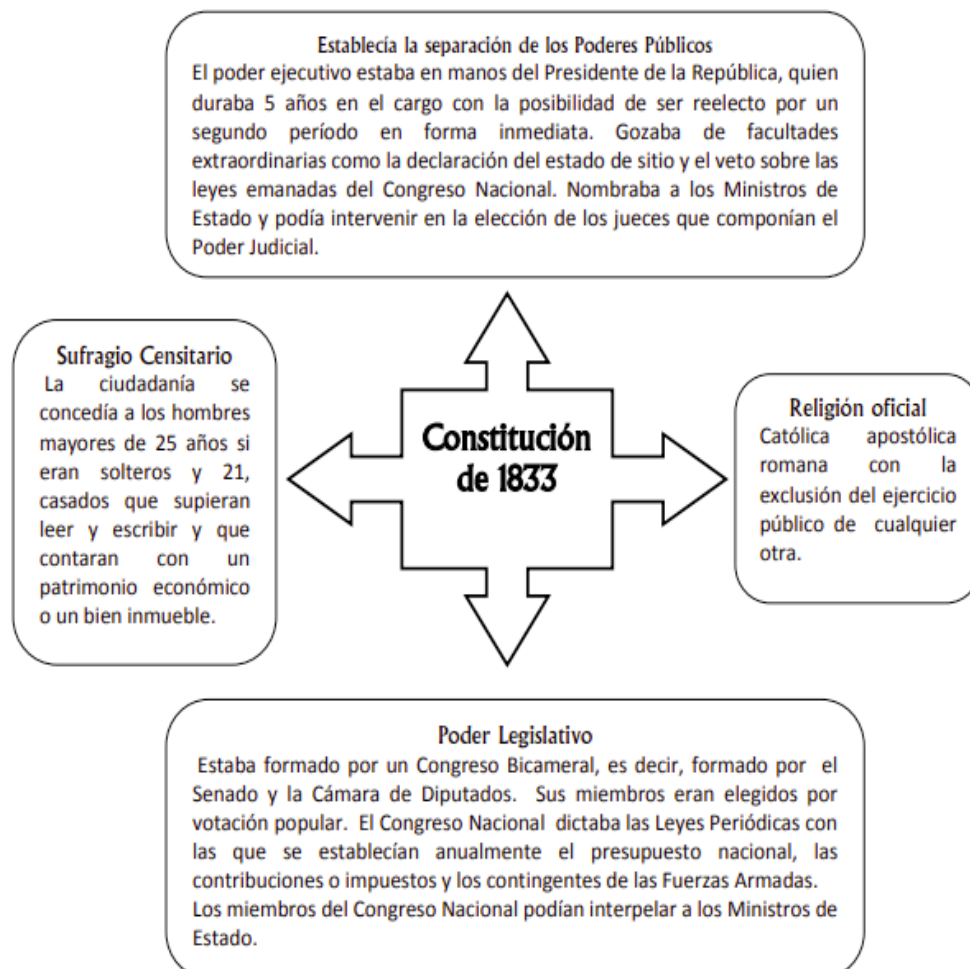 Establecía la separación de los Poderes Públicos
El poder ejecutivo estaba en manos del Presidente de la República, quien
duraba 5 años en el cargo con la posibilidad de ser reelecto por un
segundo período en forma inmediata. Gozaba de facultades
extraordinarias como la declaración del estado de sitio y el veto sobre las
leyes emanadas del Congreso Nacional. Nombraba a los Ministros de
Estado y podía intervenir en la elección de los jueces que componían el
Poder Judicial.
Sufragio Censitario
La ciudadanía se
concedía a los hombres
mayores de 25 años si
eran solteros y 21,
casados que supieran
leer y escribir y que
contaran con un
patrimonio económico
o un bien inmueble.
Constitución
de 1833
Religión oficial
Católica apostólica
romana con la
exclusión del ejercicio
público de cualquier
otra.
Poder Legislativo
Estaba formado por un Congreso Bicameral, es decir, formado por el
Senado y la Cámara de Diputados. Sus miembros eran elegidos por
votación popular. El Congreso Nacional dictaba las Leyes Periódicas con
las que se establecían anualmente el presupuesto nacional, las
contribuciones o impuestos y los contingentes de las Fuerzas Armadas.
Los miembros del Congreso Nacional podían interpelar a los Ministros de
Estado.